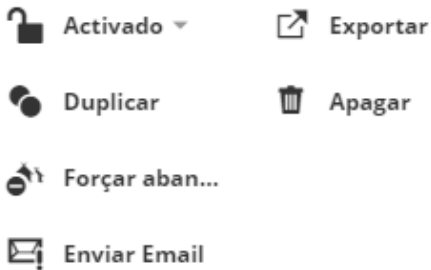 Activado
Exportar
Duplicar
Apagar
Forçar aban...
Enviar Email